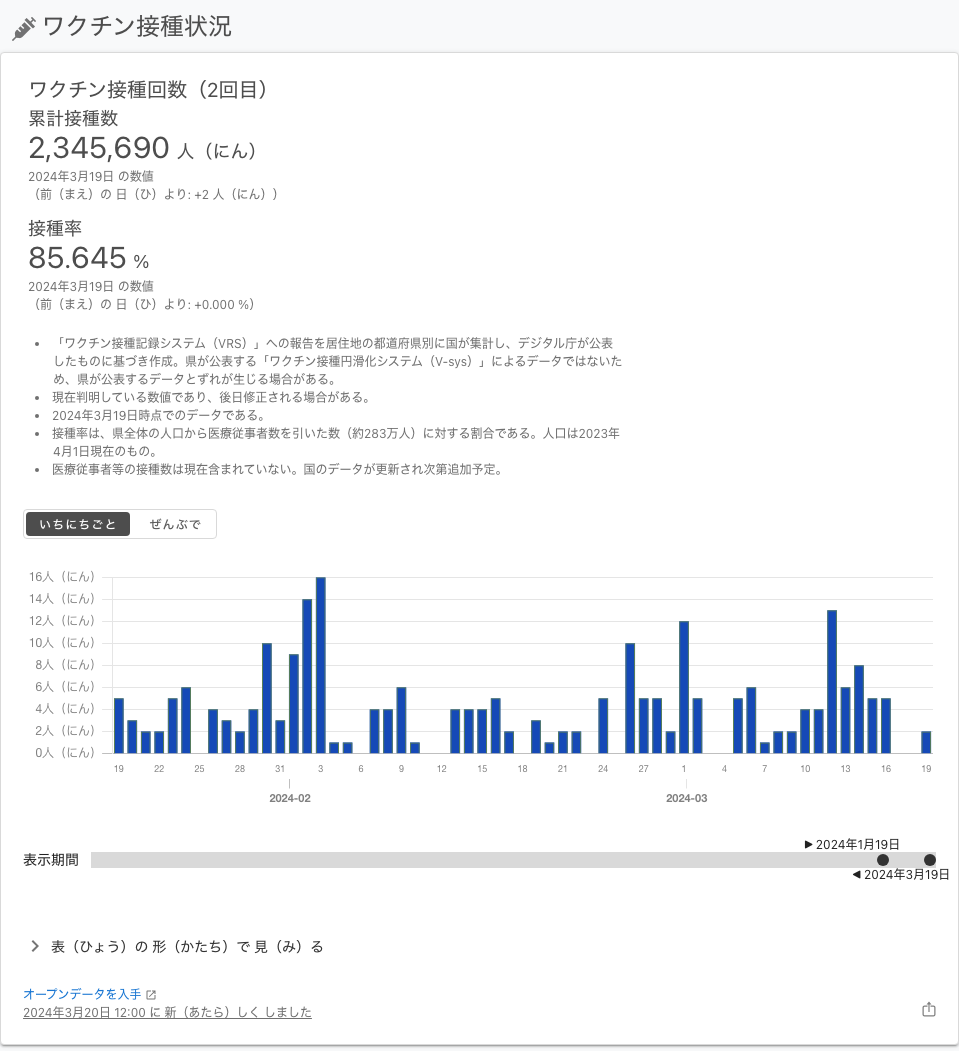 ワクチン接種状況
ワクチン接種回数（2回目）
累計接種数
2,345,690 人（にん）
2024年3月19日 の数値
（前（まえ）の 日（ひ）より: +2 人（にん））
接種率
85.645 %
2024年3月19日 の数値
（前（まえ）の 日（ひ）より: +0.000 %）
• 「ワクチン接種記録システム（VRS）」への報告を居住地の都道府県別に国が集計し、デジタル庁が公表
したものに基づき作成。県が公表する「ワクチン接種円滑化システム（V-sys）」によるデータではないた
め、県が公表するデータとずれが生じる場合がある。
• 現在判明している数値であり、後日修正される場合がある。
• 2024年3月19日時点でのデータである。
• 接種率は、県全体の人口から医療従事者数を引いた数（約283万人）に対する割合である。人口は2023年
4月1日現在のもの。
• 医療従事者等の接種数は現在含まれていない。国のデータが更新され次第追加予定。
いちにちごと ぜんぶで
16人（にん）
14人（にん）
12人（にん）
10人（にん）
8人（にん）
6人（にん）
4人（にん）
2人（にん）
0人（にん）
19 22 25 28 31 3 6 9 12 15 18 21 24 27 1 4 7 10 13 16 19
2024-02 2024-03
▶ 2024年1月19日
表示期間
◀ 2024年3月19日
表（ひょう）の 形（かたち）で 見（み）る
オープンデータを入手
2024年3月20日 12:00 に 新（あたら）しく しました